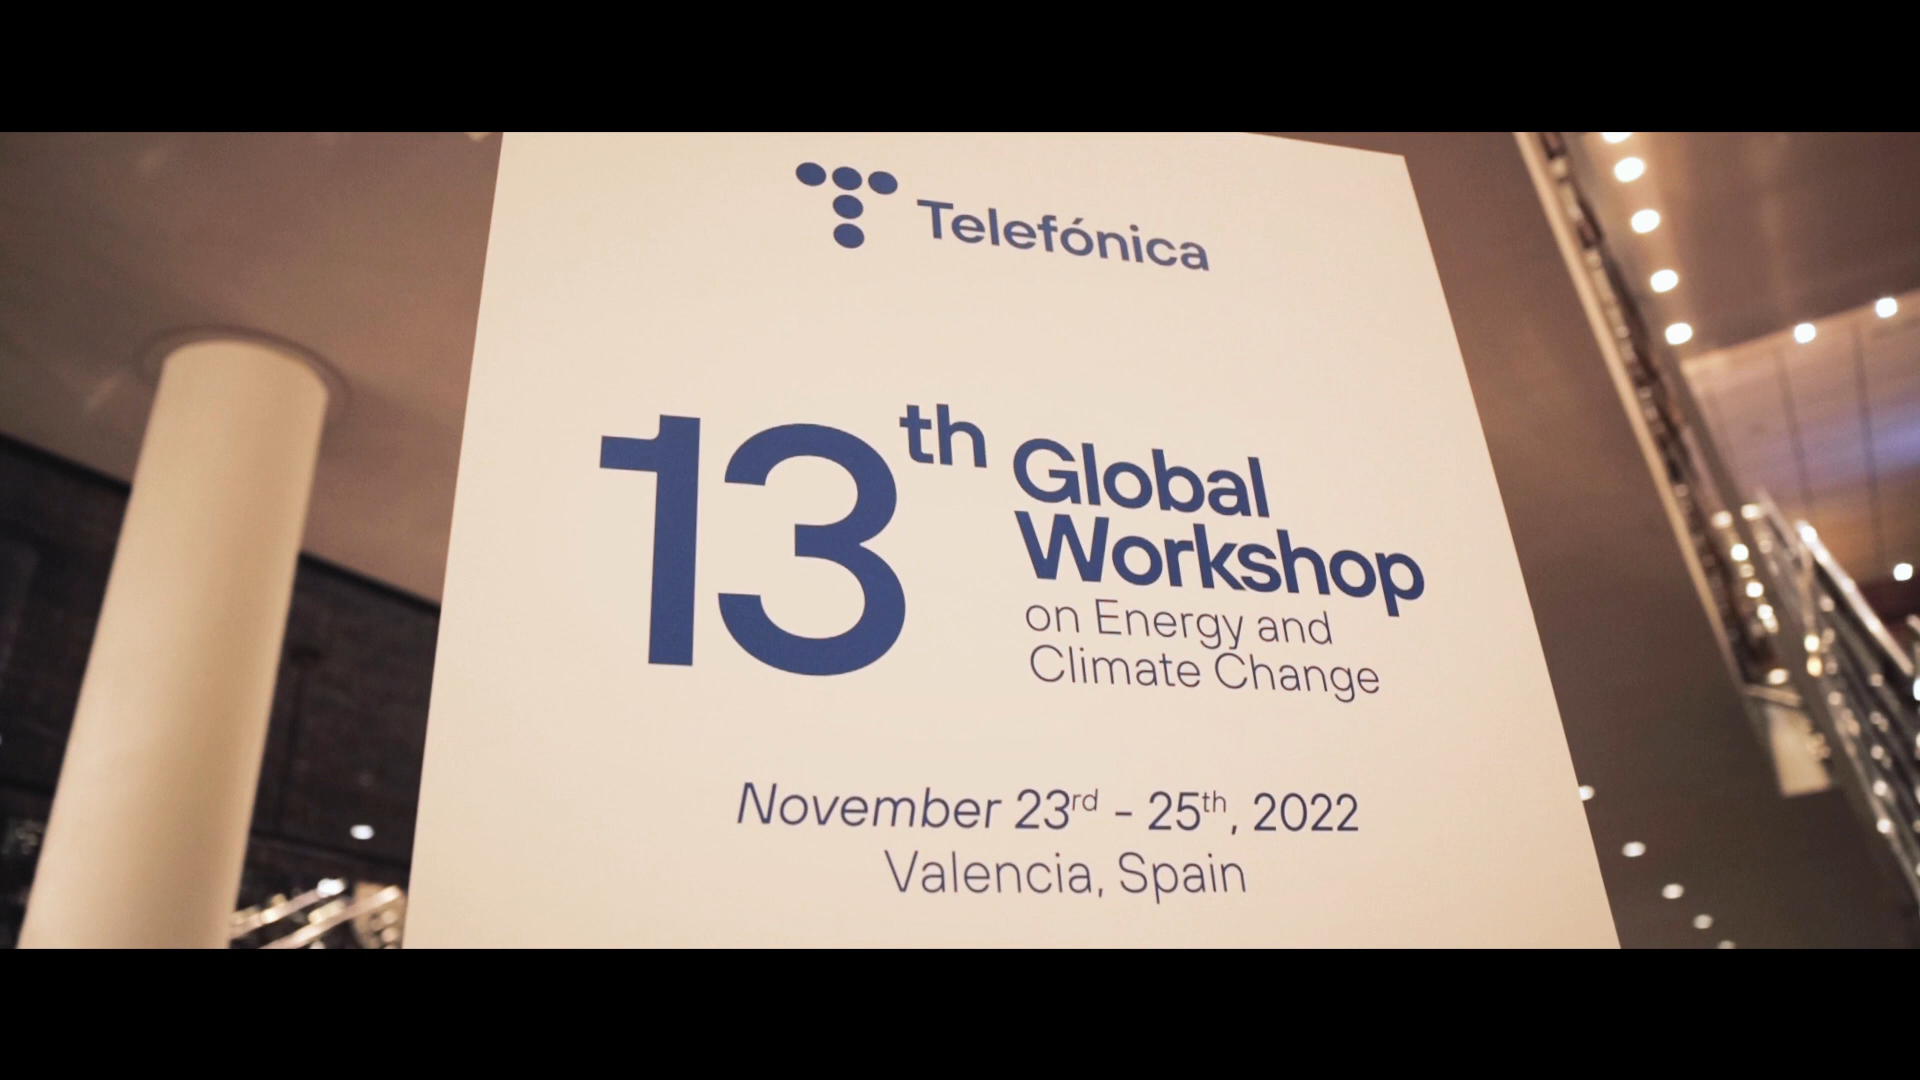 Telefónica
13th Global
Workshop
on Energy and
Climate Change
November 23rd - 25th, 2022
Valencia, Spain